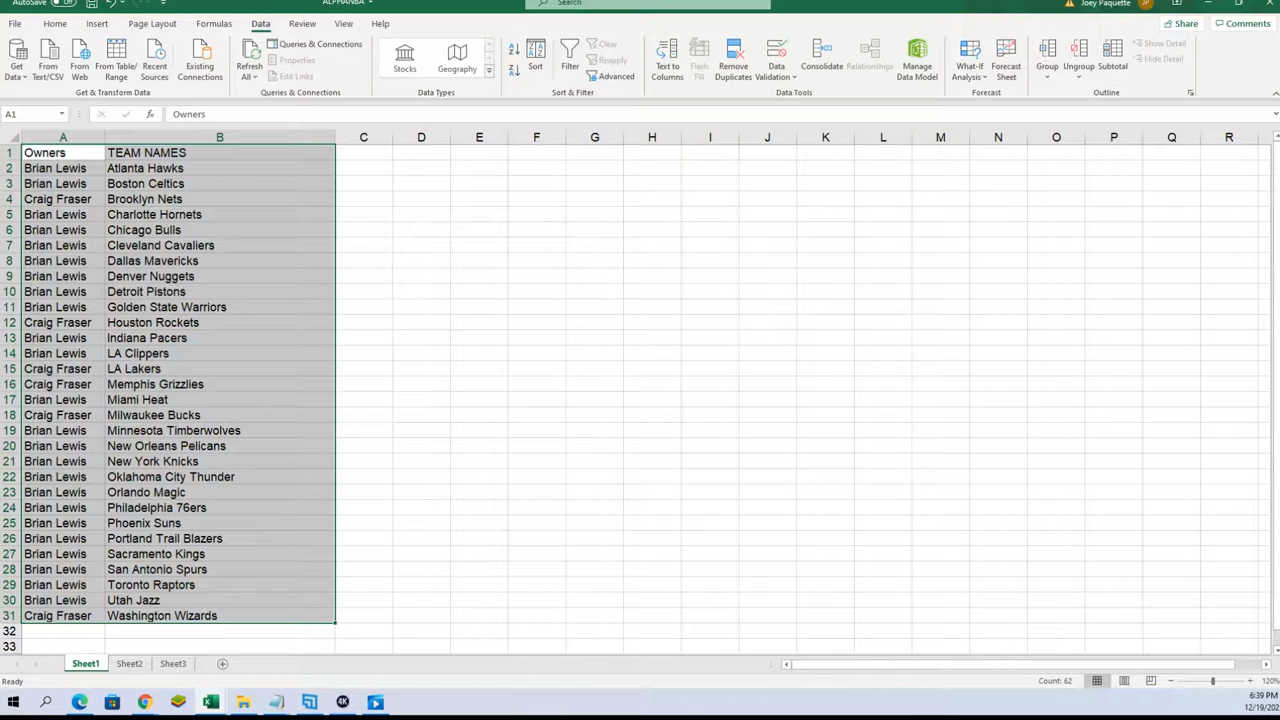 AutoSave Off ALPHANBA Search Joey Paquette JP
File Home Insert Page Layout Formulas Data Review View Help Share Comments
Get Data From Text/CSV From Web From Table/Range Recent Sources Existing Connections
Get & Transform Data
Refresh All Queries & Connections Properties Edit Links
Queries & Connections
Stocks Geography
Data Types
Sort Filter Clear Reapply Advanced
Sort & Filter
Text to Columns Flash Fill Remove Duplicates Data Validation Consolidate Relationships Manage Data Model
Data Tools
What-If Analysis Forecast Sheet
Forecast
Group Ungroup Subtotal Show Detail Hide Detail
Outline
A1 fx Owners
A B C D E F G H I J K L M N O P Q R
1 Owners TEAM NAMES
2 Brian Lewis Atlanta Hawks
3 Brian Lewis Boston Celtics
4 Craig Fraser Brooklyn Nets
5 Brian Lewis Charlotte Hornets
6 Brian Lewis Chicago Bulls
7 Brian Lewis Cleveland Cavaliers
8 Brian Lewis Dallas Mavericks
9 Brian Lewis Denver Nuggets
10 Brian Lewis Detroit Pistons
11 Brian Lewis Golden State Warriors
12 Craig Fraser Houston Rockets
13 Brian Lewis Indiana Pacers
14 Brian Lewis LA Clippers
15 Craig Fraser LA Lakers
16 Craig Fraser Memphis Grizzlies
17 Brian Lewis Miami Heat
18 Craig Fraser Milwaukee Bucks
19 Brian Lewis Minnesota Timberwolves
20 Brian Lewis New Orleans Pelicans
21 Brian Lewis New York Knicks
22 Brian Lewis Oklahoma City Thunder
23 Brian Lewis Orlando Magic
24 Brian Lewis Philadelphia 76ers
25 Brian Lewis Phoenix Suns
26 Brian Lewis Portland Trail Blazers
27 Brian Lewis Sacramento Kings
28 Brian Lewis San Antonio Spurs
29 Brian Lewis Toronto Raptors
30 Brian Lewis Utah Jazz
31 Craig Fraser Washington Wizards
32
33
Sheet1 Sheet2 Sheet3
Ready Count: 62 120%
4K 6:39 PM
12/19/202